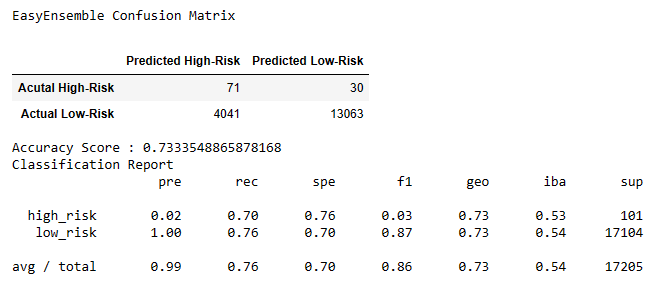 EasyEnsemble Confusion Matrix
Predicted High-Risk Predicted Low-Risk
Acutal High-Risk 71 30
Actual Low-Risk 4041 13063
Accuracy Score : 0.7333548865878168
Classification Report
pre rec spe f1 geo iba sup
high_risk 0.02 0.70 0.76 0.03 0.73 0.53 101
low_risk 1.00 0.76 0.70 0.87 0.73 0.54 17104
avg / total 0.99 0.76 0.70 0.86 0.73 0.54 17205